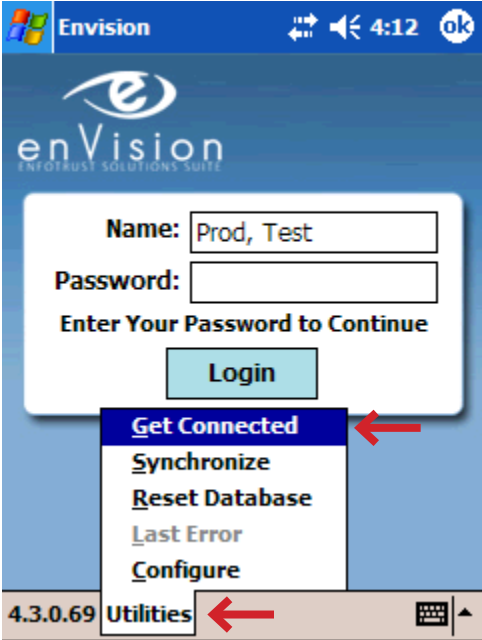 Envision 4:12 ok
enVision
ENFOTRUST SOLUTIONS SUITE
Name: Prod, Test
Password:
Enter Your Password to Continue
Login
Get Connected
Synchronize
Reset Database
Last Error
Configure
4.3.0.69 Utilities